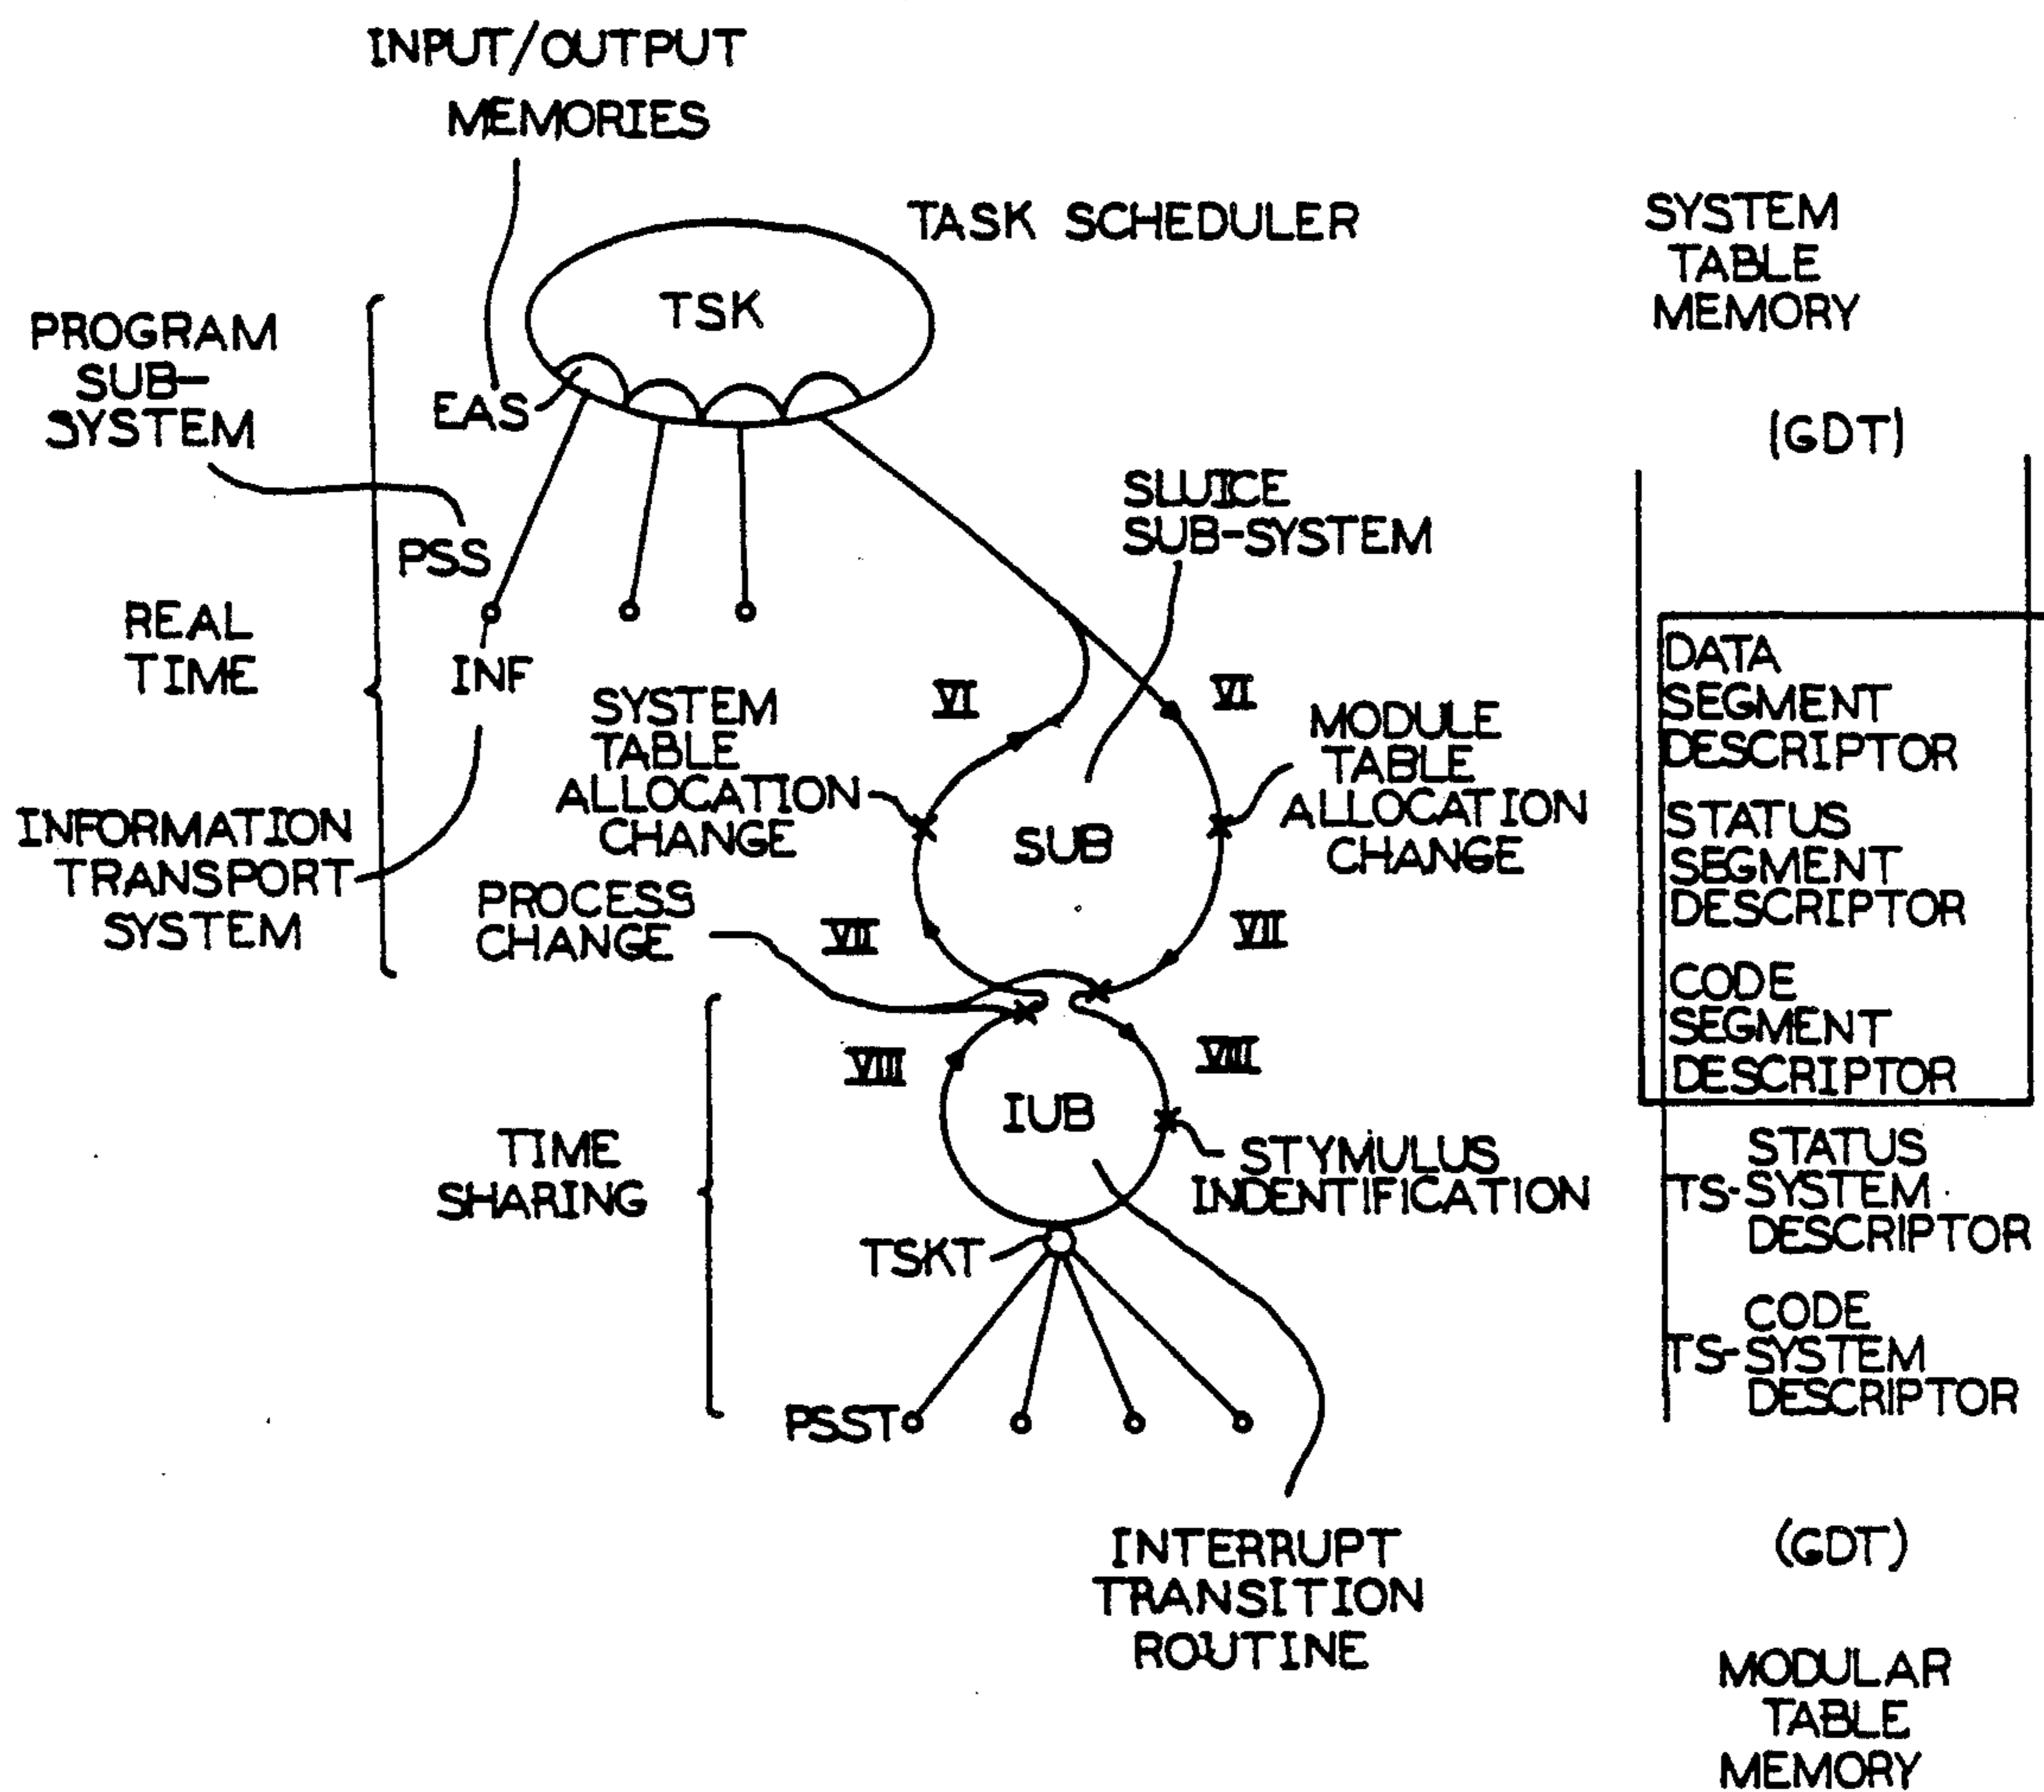 INPUT/OUTPUT
MEMORIES
TASK SCHEDULER
TSK
EAS
PROGRAM
SUB-
SYSTEM
PSS
REAL
TIME
INF
INFORMATION
TRANSPORT
SYSTEM
SLUICE
SUB-SYSTEM
VI
VI
SYSTEM
TABLE
ALLOCATION
CHANGE
MODULE
TABLE
ALLOCATION
CHANGE
SUB
PROCESS
CHANGE
VII
VII
VIII
VIII
IUB
TIME
SHARING
STYMULUS
INDENTIFICATION
TSKT
PSST
INTERRUPT
TRANSITION
ROUTINE
SYSTEM
TABLE
MEMORY
(GDT)
DATA
SEGMENT
DESCRIPTOR
STATUS
SEGMENT
DESCRIPTOR
CODE
SEGMENT
DESCRIPTOR
STATUS
TS-SYSTEM
DESCRIPTOR
CODE
TS-SYSTEM
DESCRIPTOR
(GDT)
MODULAR
TABLE
MEMORY